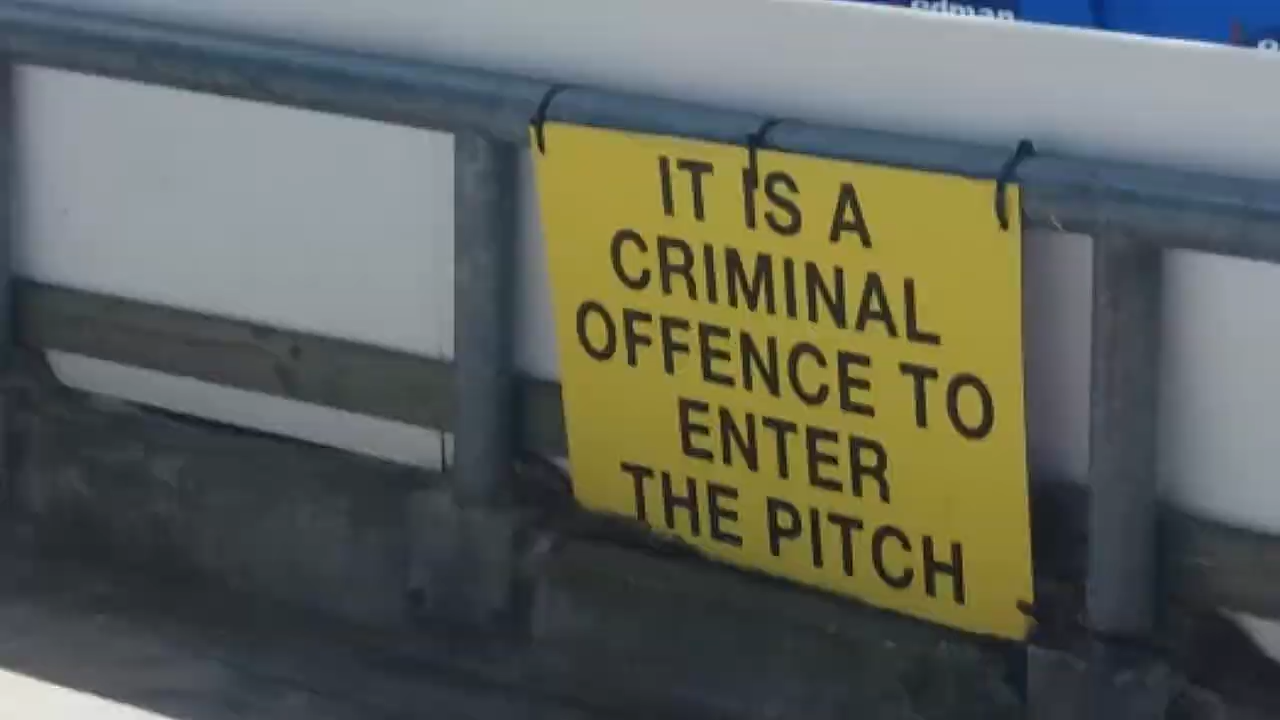 IT IS A
CRIMINAL
OFFENCE TO
ENTER
THE PITCH